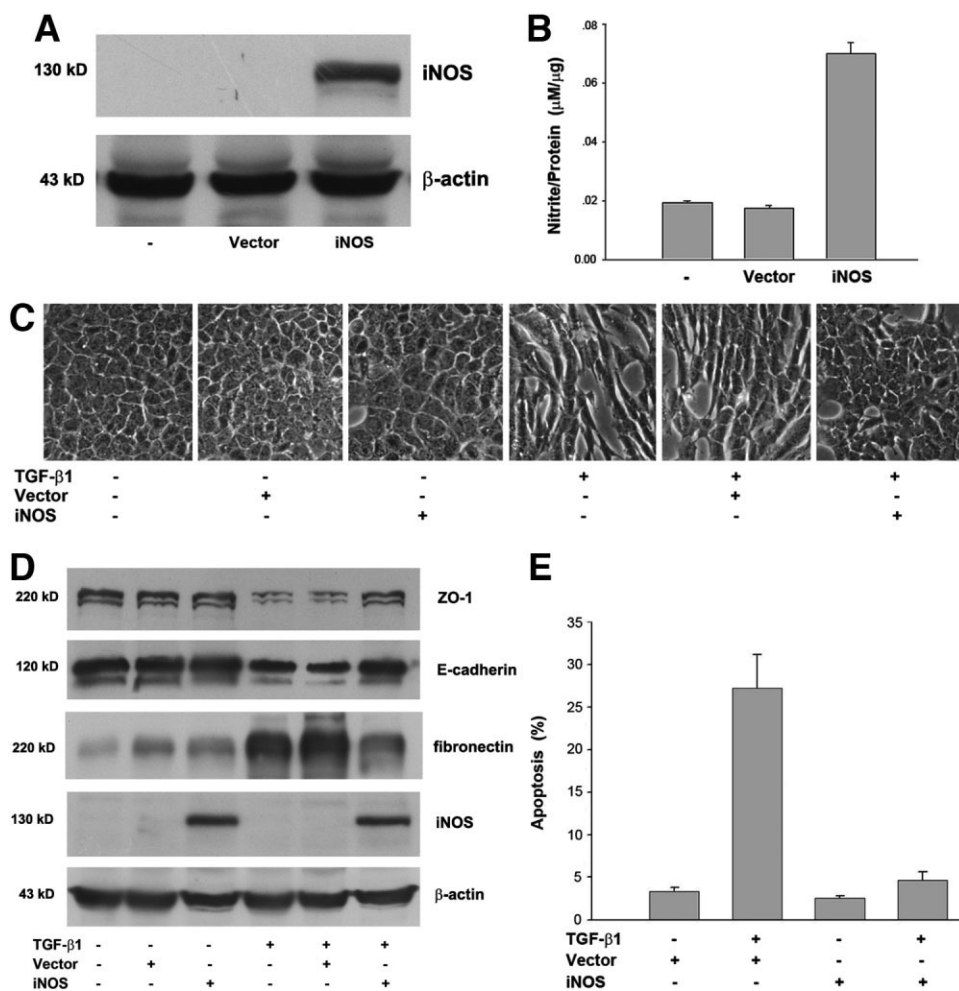 A
130 kD
iNOS
43 kD
β-actin
- Vector iNOS
B
Nitrite/Protein (μM/μg)
.08
.06
.04
.02
0.00
- Vector iNOS
C
TGF-β1 - - - + + +
Vector - + - - + -
iNOS - - + - - +
D
220 kD ZO-1
120 kD E-cadherin
220 kD fibronectin
130 kD iNOS
43 kD β-actin
TGF-β1 - - - + + +
Vector - + - - + -
iNOS - - + - - +
E
Apoptosis (%)
35
30
25
20
15
10
5
0
TGF-β1 - + - +
Vector + + - -
iNOS - - + +